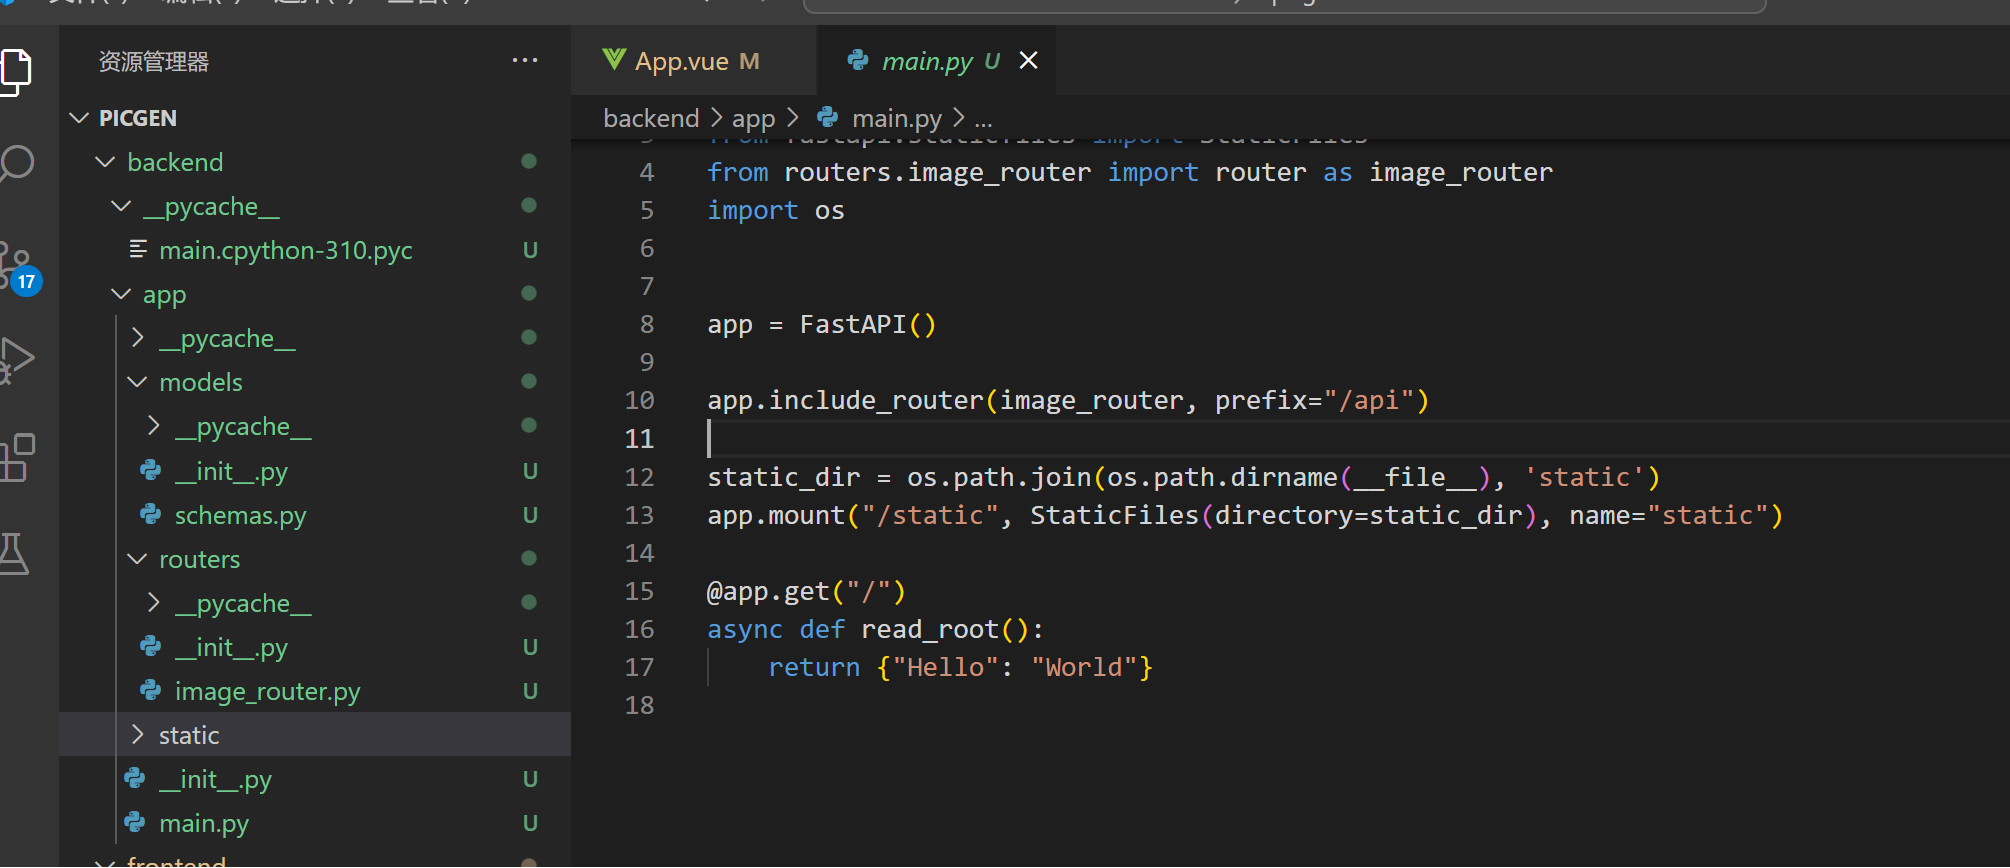 资源管理器
PICGEN
backend
__pycache__
main.cpython-310.pyc U
app
__pycache__
models
__pycache__
__init__.py U
schemas.py U
routers
__pycache__
__init__.py U
image_router.py U
static
__init__.py U
main.py U
frontend
17
App.vue M
main.py U
backend > app > main.py > ...
3 from fastapi.staticfiles import StaticFiles
4 from routers.image_router import router as image_router
5 import os
6
7
8 app = FastAPI()
9
10 app.include_router(image_router, prefix="/api")
11
12 static_dir = os.path.join(os.path.dirname(__file__), 'static')
13 app.mount("/static", StaticFiles(directory=static_dir), name="static")
14
15 @app.get("/")
16 async def read_root():
17     return {"Hello": "World"}
18